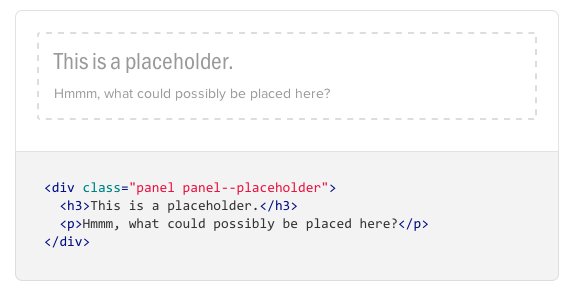 This is a placeholder.
Hmmm, what could possibly be placed here?
<div class="panel panel--placeholder">
  <h3>This is a placeholder.</h3>
  <p>Hmmm, what could possibly be placed here?</p>
</div>